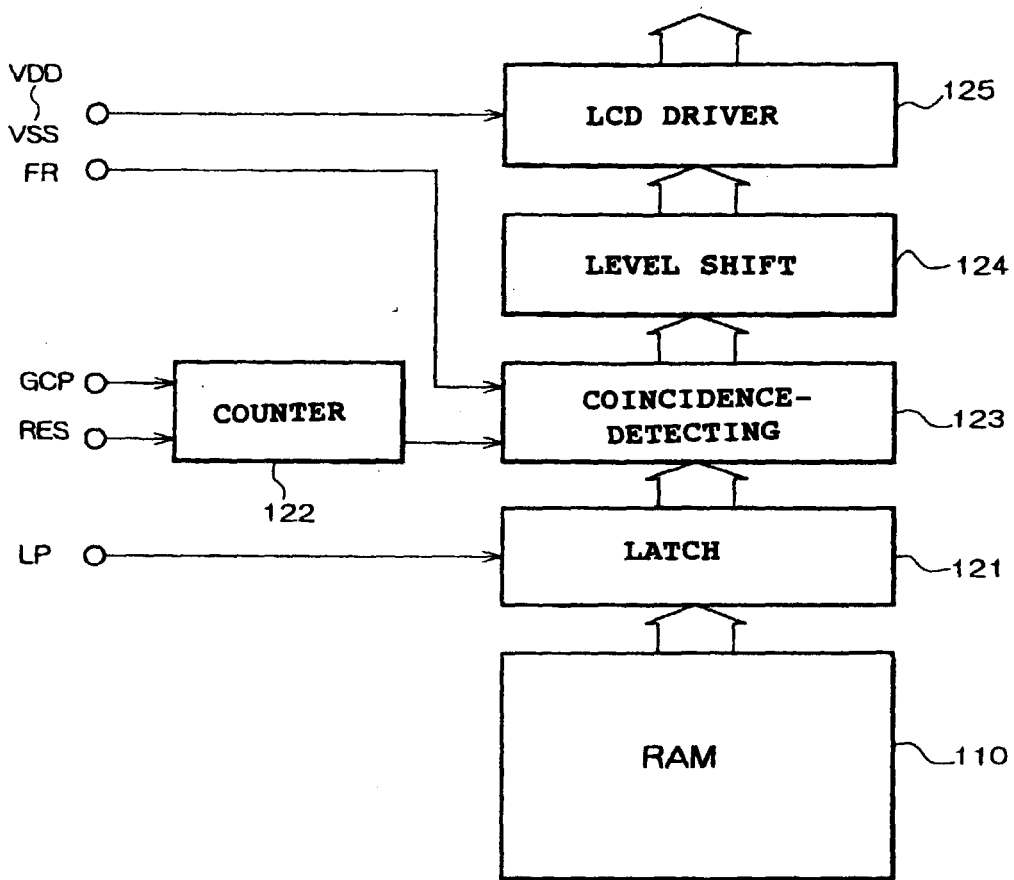 VDD
VSS
FR
LCD DRIVER
125
LEVEL SHIFT
124
GCP
RES
COUNTER
122
COINCIDENCE-
DETECTING
123
LP
LATCH
121
RAM
110